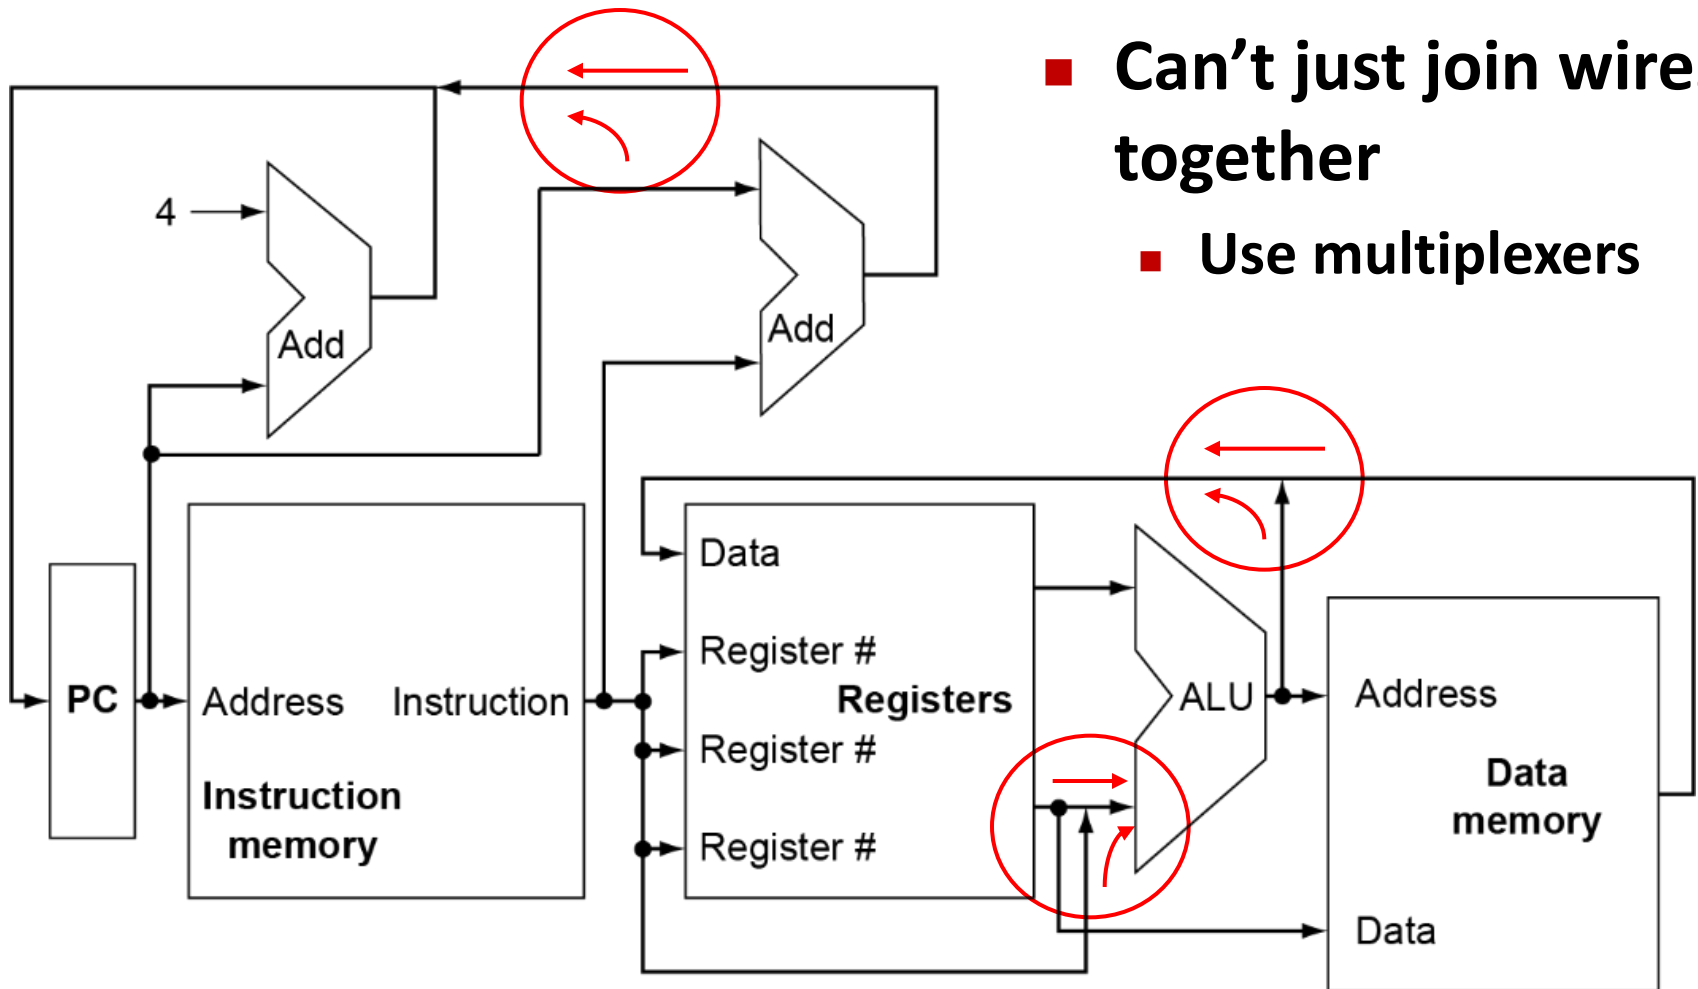 Can't just join wire
together
Use multiplexers
4
Add
Add
Data
Register #
PC
Address
Instruction
Registers
ALU
Address
Register #
Instruction
memory
Data
memory
Register #
Data